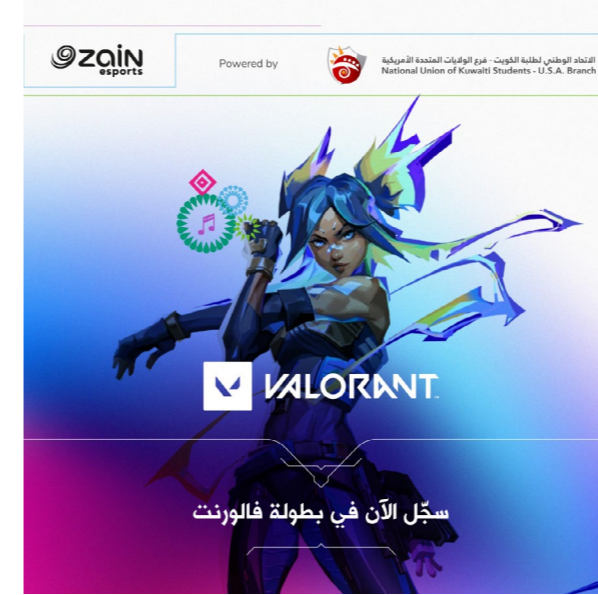 zain
esports
Powered by
الاتحاد الوطني لطلبة الكويت - فرع الولايات المتحدة الأمريكية
National Union of Kuwaiti Students - U.S.A. Branch
VALORANT
سجّل الآن في بطولة فالورنت